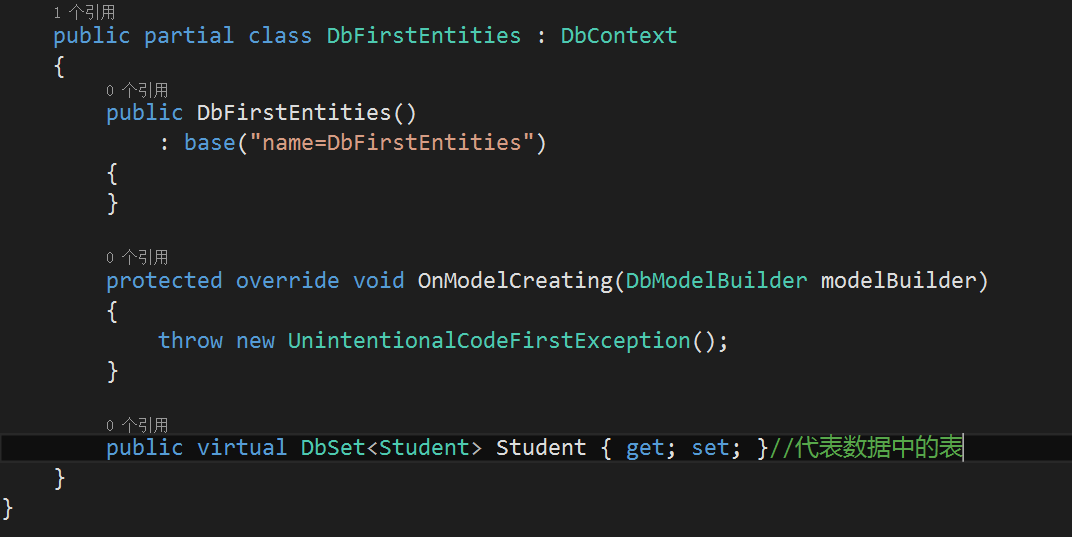 1 个引用
public partial class DbFirstEntities : DbContext
{
0 个引用
public DbFirstEntities()
: base("name=DbFirstEntities")
{
}
0 个引用
protected override void OnModelCreating(DbModelBuilder modelBuilder)
{
throw new UnintentionalCodeFirstException();
}
0 个引用
public virtual DbSet<Student> Student { get; set; }//代表数据中的表
}
}